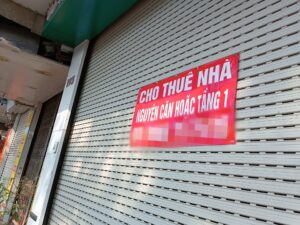 CHO THUÊ NHÀ
NGUYÊN CĂN HOẶC TẦNG 1